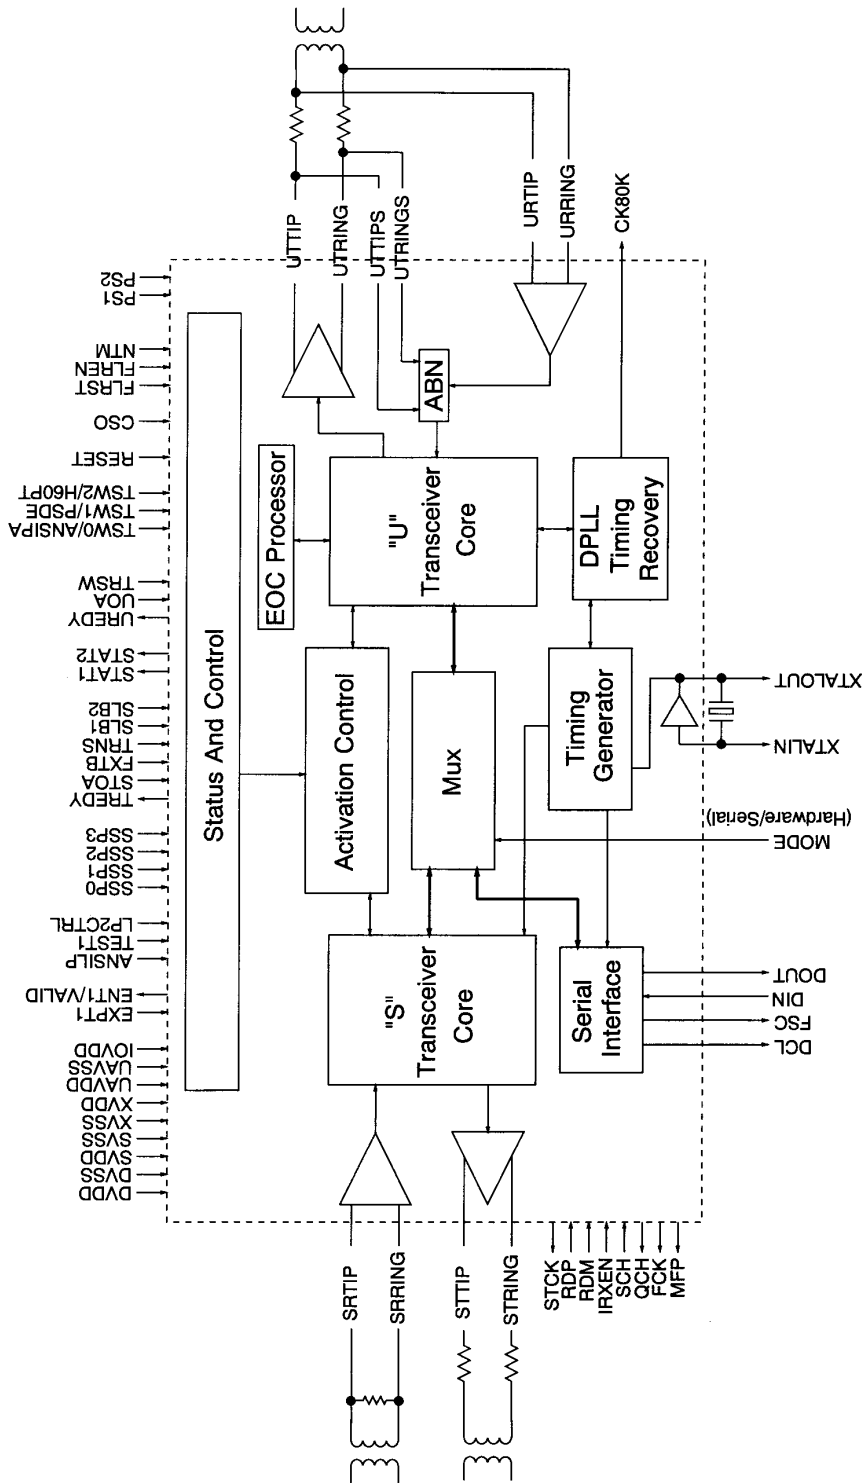 DVDD
DVSS
SVDD
SVSS
XVSS
XVDD
UAVDD
UAVSS
IOVDD
EXPT1
ENT1/VALID
ANSILP
TEST1
LP2CTRL
SSP0
SSP1
SSP2
SSP3
TREDY
STOA
FXTB
TRNS
SLB1
SLB2
STAT1
STAT2
UREDY
UOA
TRSW
TSW0/ANSIPA
TSW1/PSDE
TSW2/H60PT
RESET
CSO
FLRST
FLREN
NTM
PS1
PS2
Status And Control
SRTIP
SRRING
STTIP
STRING
"S"
Transceiver
Core
Activation Control
Mux
EOC Processor
"U"
Transceiver
Core
ABN
UTTIP
UTRING
UTTIPS
UTRINGS
URTIP
URRING
Serial
Interface
Timing
Generator
DPLL
Timing
Recovery
CK80K
STCK
RDP
RDM
IRXEN
SCH
QCH
FCK
MFP
DCL
FSC
DIN
DOUT
MODE
(Hardware/Serial)
XTALIN
XTALOUT